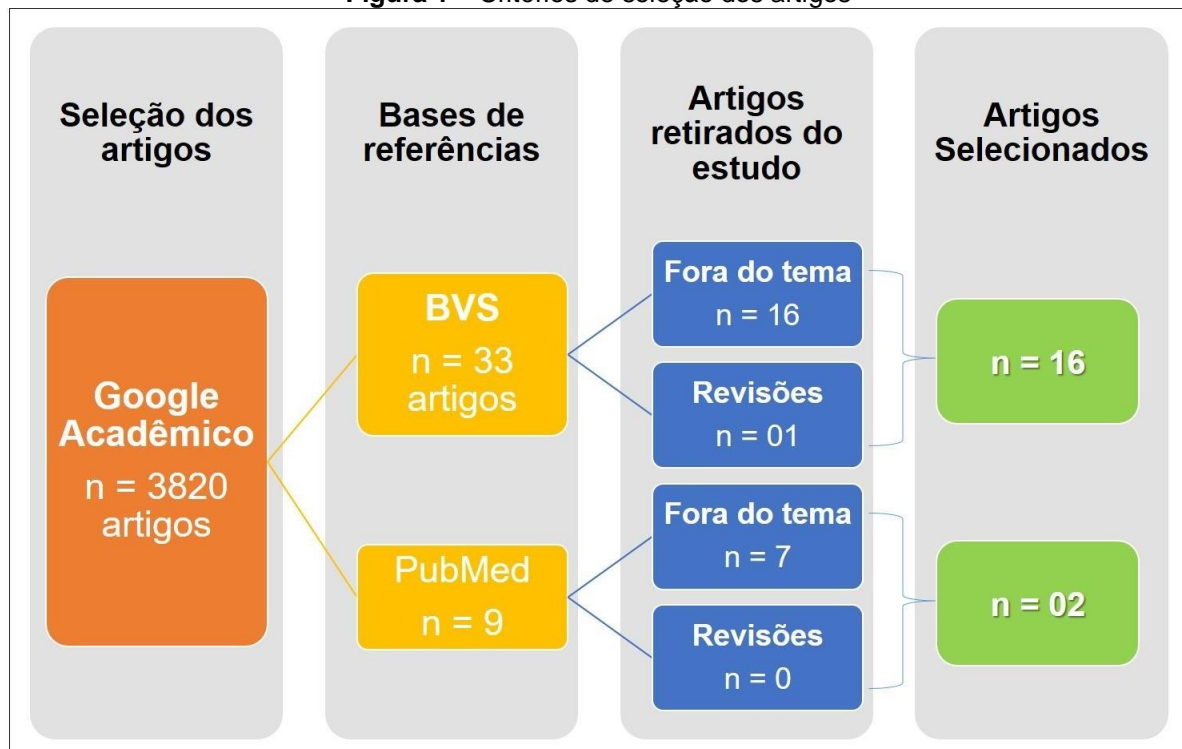 Seleção dos
artigos
Bases de
referências
Artigos
retirados do
estudo
Artigos
Selecionados
Google
Acadêmico
n = 3820
artigos
BVS
n = 33
artigos
PubMed
n = 9
Fora do tema
n = 16
Revisões
n = 01
Fora do tema
n = 7
Revisões
n = 0
n = 16
n = 02